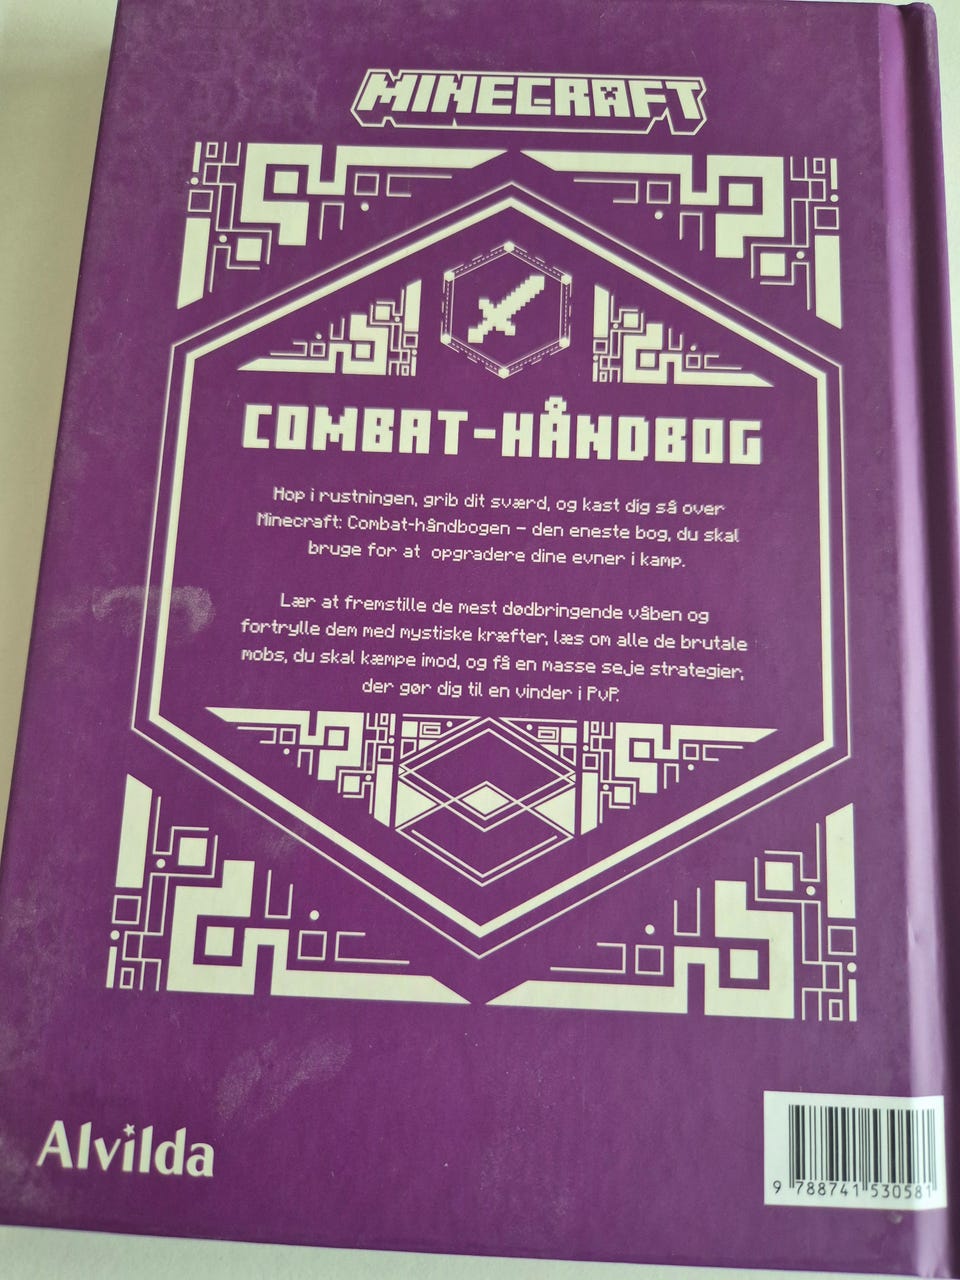 MINECRAFT
COMBAT-HÅNDBOG
Hop i rustningen, grib dit sværd, og kast dig så over
Minecraft: Combat-håndbogen – den eneste bog, du skal
bruge for at opgradere dine evner i kamp.
Lær at fremstille de mest dødbringende våben og
fortrylle dem med mystiske kræfter, læs om alle de brutale
mobs, du skal kæmpe imod, og få en masse seje strategier,
der gør dig til en vinder i PvP.
Alvilda
9 788741 530581